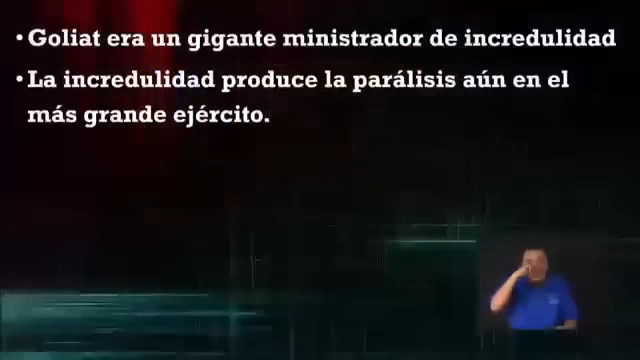 • Goliat era un gigante ministrador de incredulidad
• La incredulidad produce la parálisis aún en el
más grande ejército.